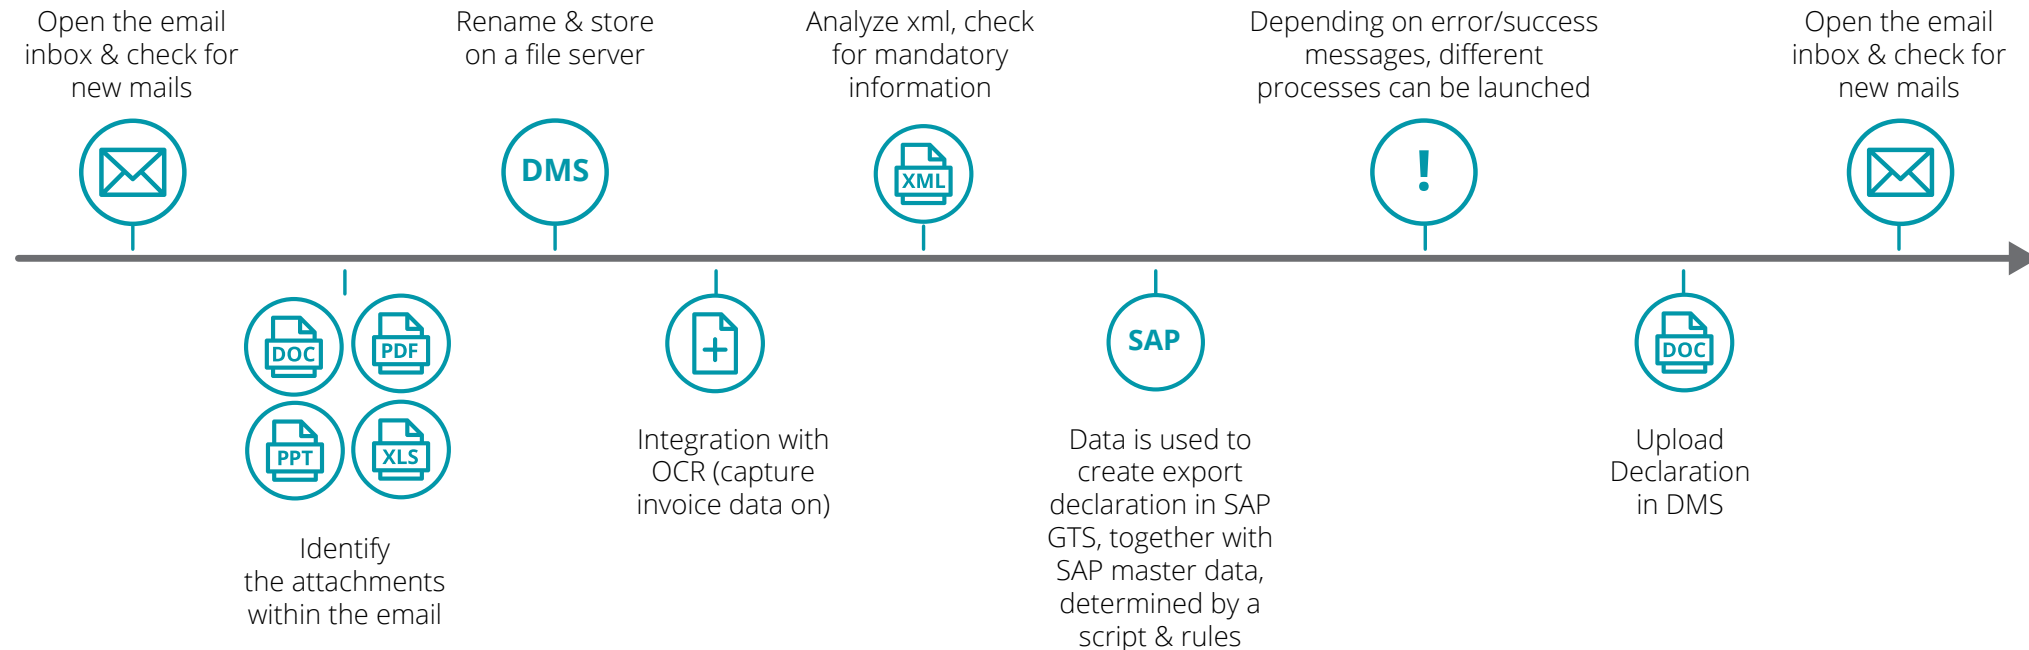 Open the email
inbox & check for
new mails
Rename & store
on a file server
DMS
Analyze xml, check
for mandatory
information
XML
Depending on error/success
messages, different
processes can be launched
!
Open the email
inbox & check for
new mails
DOC
PDF
PPT
XLS
Identify
the attachments
within the email
Integration with
OCR (capture
invoice data on)
SAP
Data is used to
create export
declaration in SAP
GTS, together with
SAP master data,
determined by a
script & rules
DOC
Upload
Declaration
in DMS